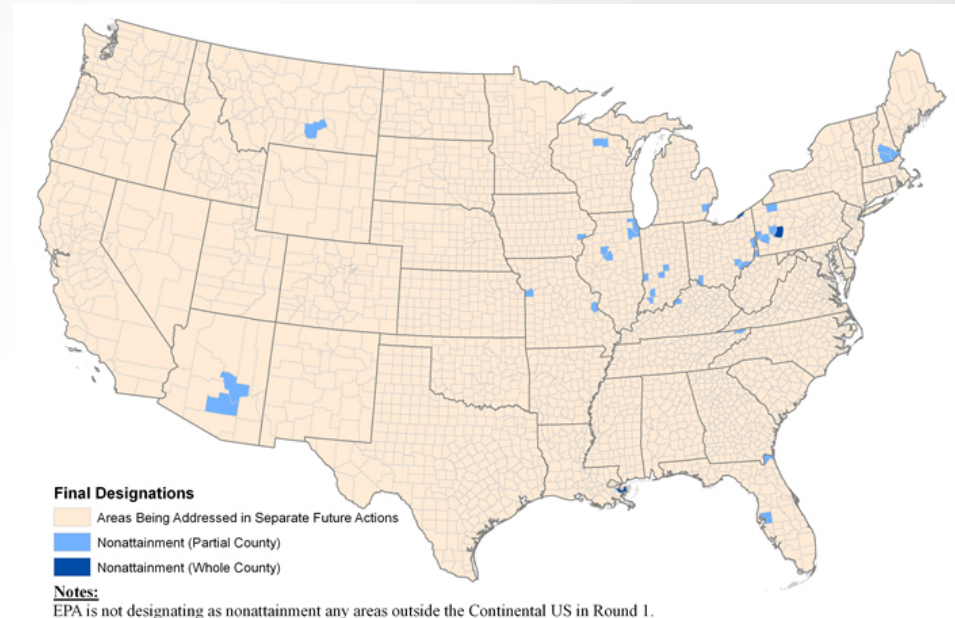 Final Designations
Areas Being Addressed in Separate Future Actions
Nonattainment (Partial County)
Nonattainment (Whole County)
Notes:
EPA is not designating as nonattainment any areas outside the Continental US in Round 1.